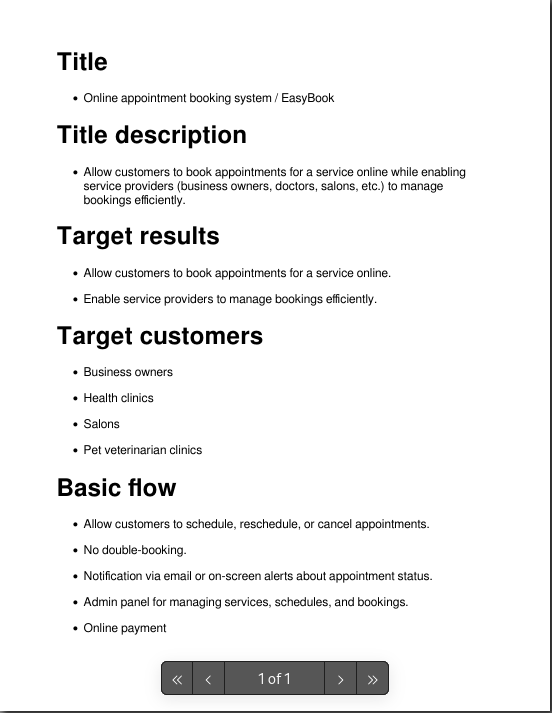 Title
• Online appointment booking system / EasyBook
Title description
• Allow customers to book appointments for a service online while enabling
service providers (business owners, doctors, salons, etc.) to manage
bookings efficiently.
Target results
• Allow customers to book appointments for a service online.
• Enable service providers to manage bookings efficiently.
Target customers
• Business owners
• Health clinics
• Salons
• Pet veterinarian clinics
Basic flow
• Allow customers to schedule, reschedule, or cancel appointments.
• No double-booking.
• Notification via email or on-screen alerts about appointment status.
• Admin panel for managing services, schedules, and bookings.
• Online payment
1 of 1